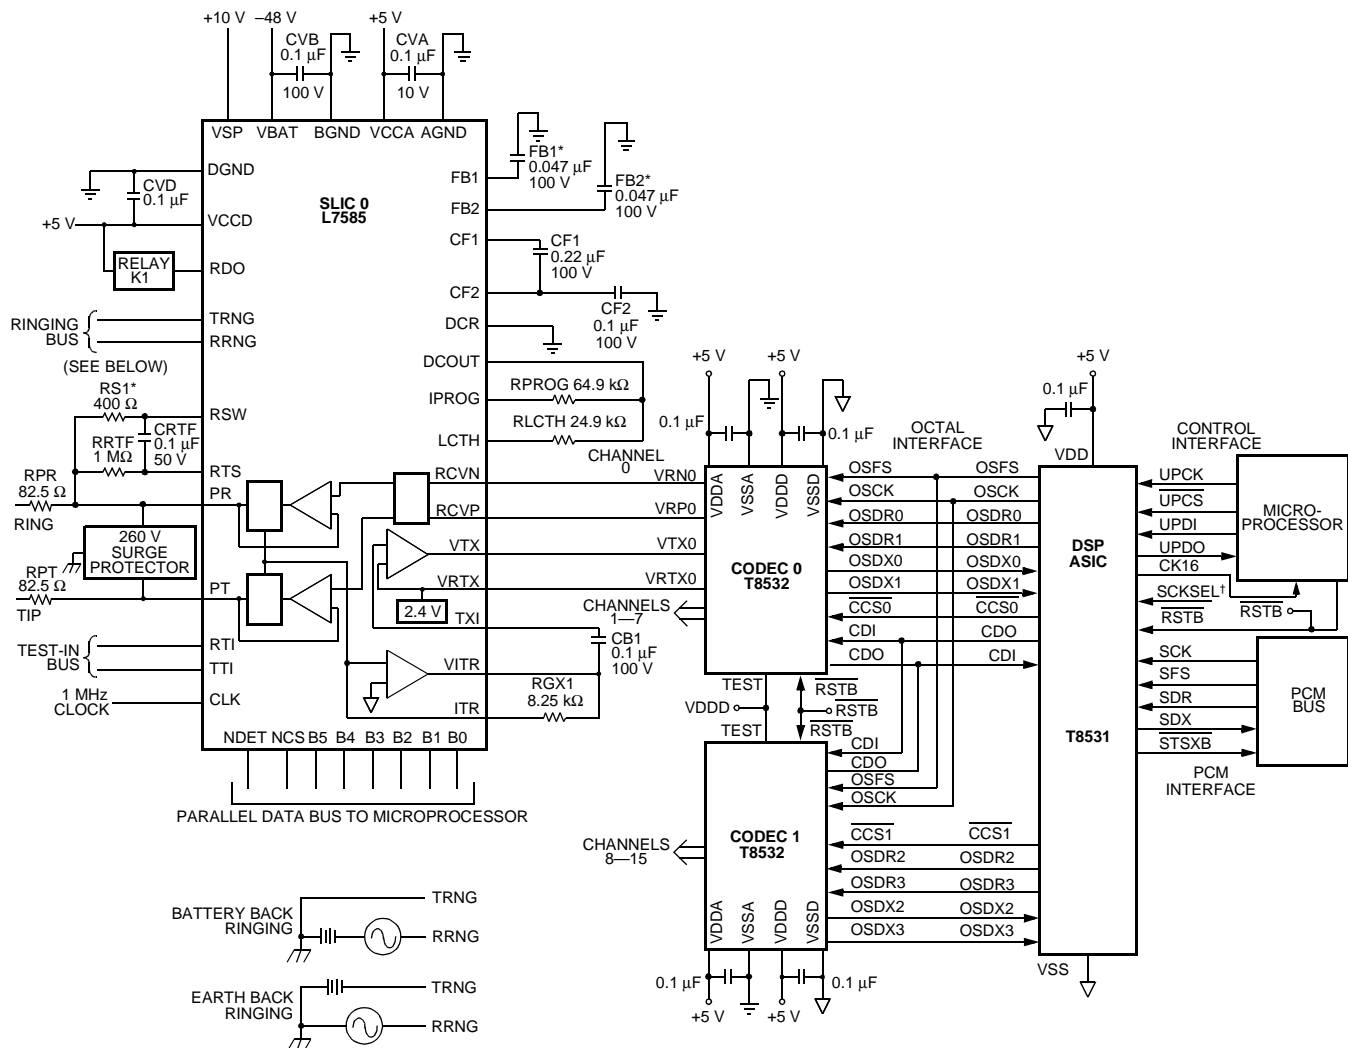 +10 V
–48 V
+5 V
CVB
0.1 µF
100 V
CVA
0.1 µF
10 V
VSP
VBAT
BGND
VCCA
AGND
SLIC 0
L7585
DGND
CVD
0.1 µF
+5 V
VCCD
RELAY
K1
RDO
RINGING
BUS
TRNG
RRNG
(SEE BELOW)
RS1*
400 Ω
RSW
CRTF
0.1 µF
50 V
RRTF
1 MΩ
RTS
RPR
82.5 Ω
RING
PR
260 V
SURGE
PROTECTOR
RPT
82.5 Ω
TIP
PT
TEST-IN
BUS
RTI
TTI
1 MHz
CLOCK
CLK
FB1
FB1*
0.047 µF
100 V
FB2
FB2*
0.047 µF
100 V
CF1
CF1
0.22 µF
100 V
CF2
CF2
0.1 µF
100 V
DCR
DCOUT
IPROG
RPROG 64.9 kΩ
LCTH
RLCTH 24.9 kΩ
CHANNEL
0
RCVN
VRN0
RCVP
VRP0
VTX
VTX0
VRTX
VRTX0
2.4 V
TXI
CB1
0.1 µF
100 V
VITR
RGX1
8.25 kΩ
ITR
NDET
NCS
B5
B4
B3
B2
B1
B0
PARALLEL DATA BUS TO MICROPROCESSOR
CHANNELS
1—7
+5 V
+5 V
0.1 µF
0.1 µF
VDDA
VSSA
VDDD
VSSD
CODEC 0
T8532
TEST
VDDD
TEST
RSTB
RSTB
RSTB
OCTAL
INTERFACE
OSFS
OSFS
OSCK
OSCK
OSDR0
OSDR0
OSDR1
OSDR1
OSDX0
OSDX0
OSDX1
OSDX1
CCS0
CCS0
CDI
CDO
CDO
CDI
CDI
CDO
OSFS
OSCK
CCS1
CCS1
OSDR2
OSDR2
OSDR3
OSDR3
OSDX2
OSDX2
OSDX3
OSDX3
CHANNELS
8—15
CODEC 1
T8532
VDDA
VSSA
VDDD
VSSD
0.1 µF
0.1 µF
+5 V
+5 V
+5 V
0.1 µF
VDD
DSP
ASIC
T8531
VSS
CONTROL
INTERFACE
UPCK
UPCS
UPDI
UPDO
CK16
SCKSEL†
RSTB
RSTB
MICRO-
PROCESSOR
SCK
SFS
SDR
SDX
STSXB
PCM
BUS
PCM
INTERFACE
BATTERY BACK
RINGING
TRNG
RRNG
EARTH BACK
RINGING
TRNG
RRNG